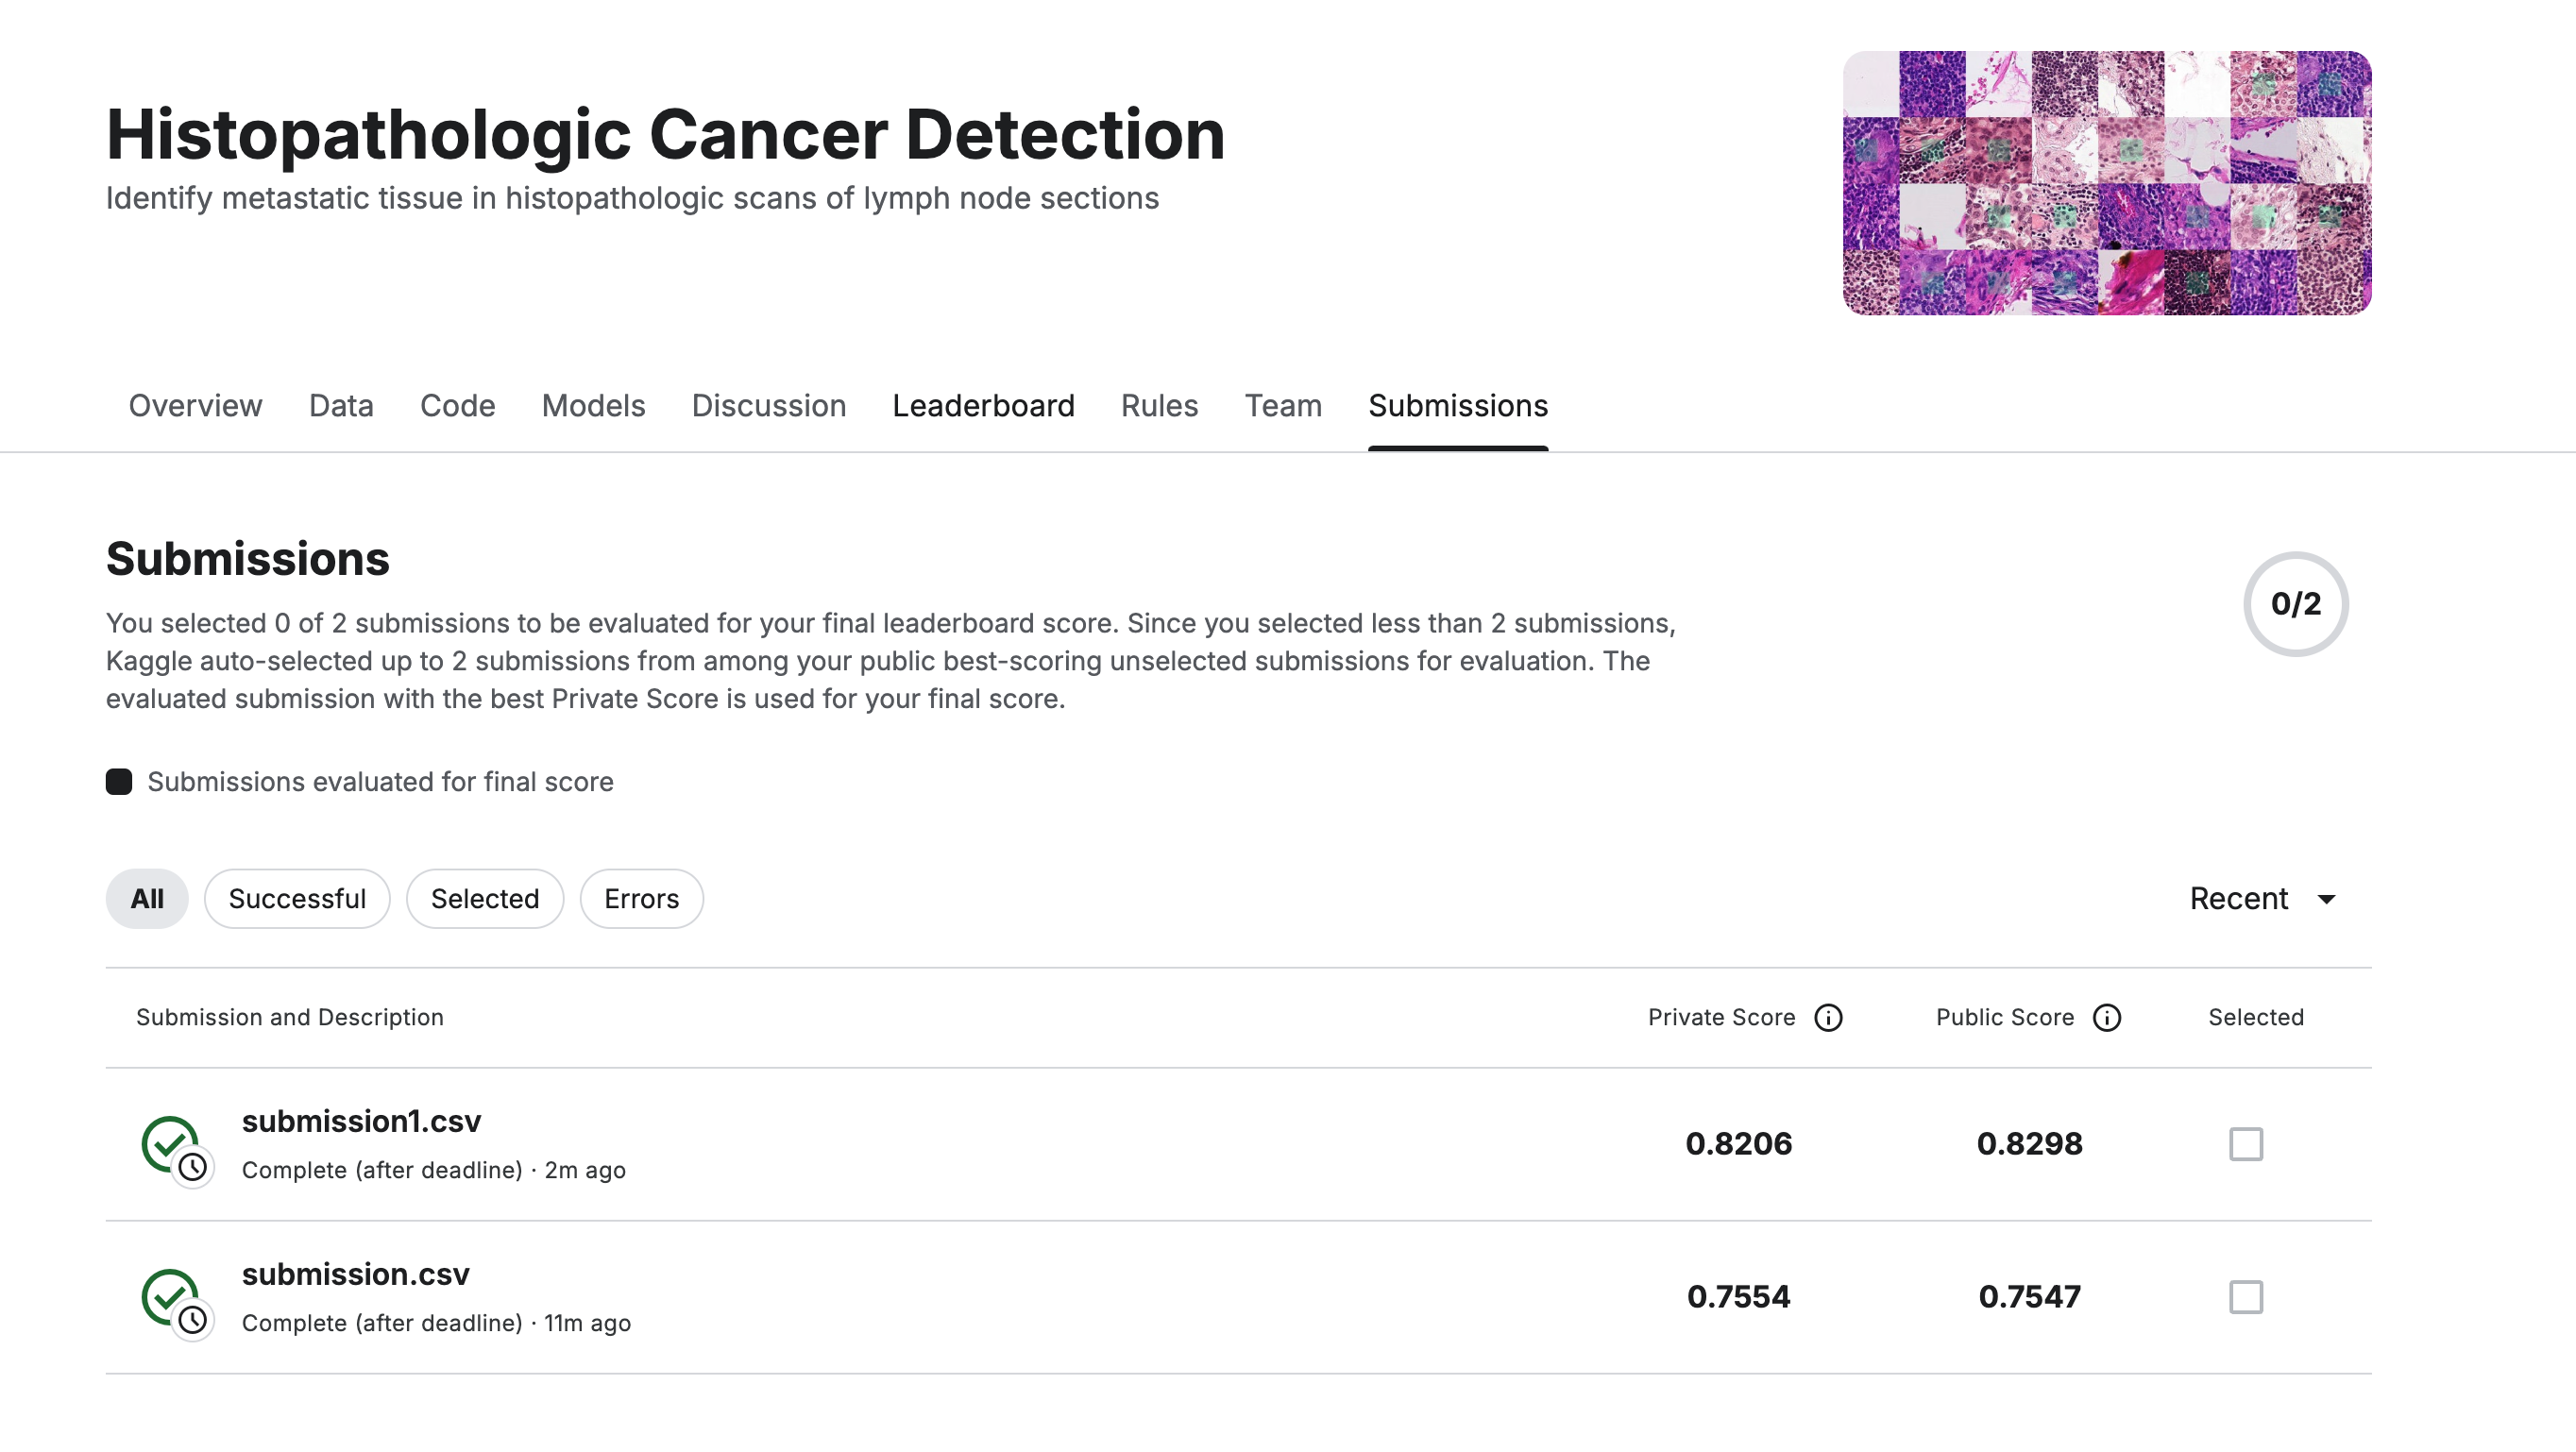 Histopathologic Cancer Detection
Identify metastatic tissue in histopathologic scans of lymph node sections
Overview Data Code Models Discussion Leaderboard Rules Team Submissions
Submissions
0/2
You selected 0 of 2 submissions to be evaluated for your final leaderboard score. Since you selected less than 2 submissions,
Kaggle auto-selected up to 2 submissions from among your public best-scoring unselected submissions for evaluation. The
evaluated submission with the best Private Score is used for your final score.
Submissions evaluated for final score
All Successful Selected Errors Recent
Submission and Description Private Score Public Score Selected
submission1.csv
Complete (after deadline) · 2m ago
0.8206 0.8298
submission.csv
Complete (after deadline) · 11m ago
0.7554 0.7547